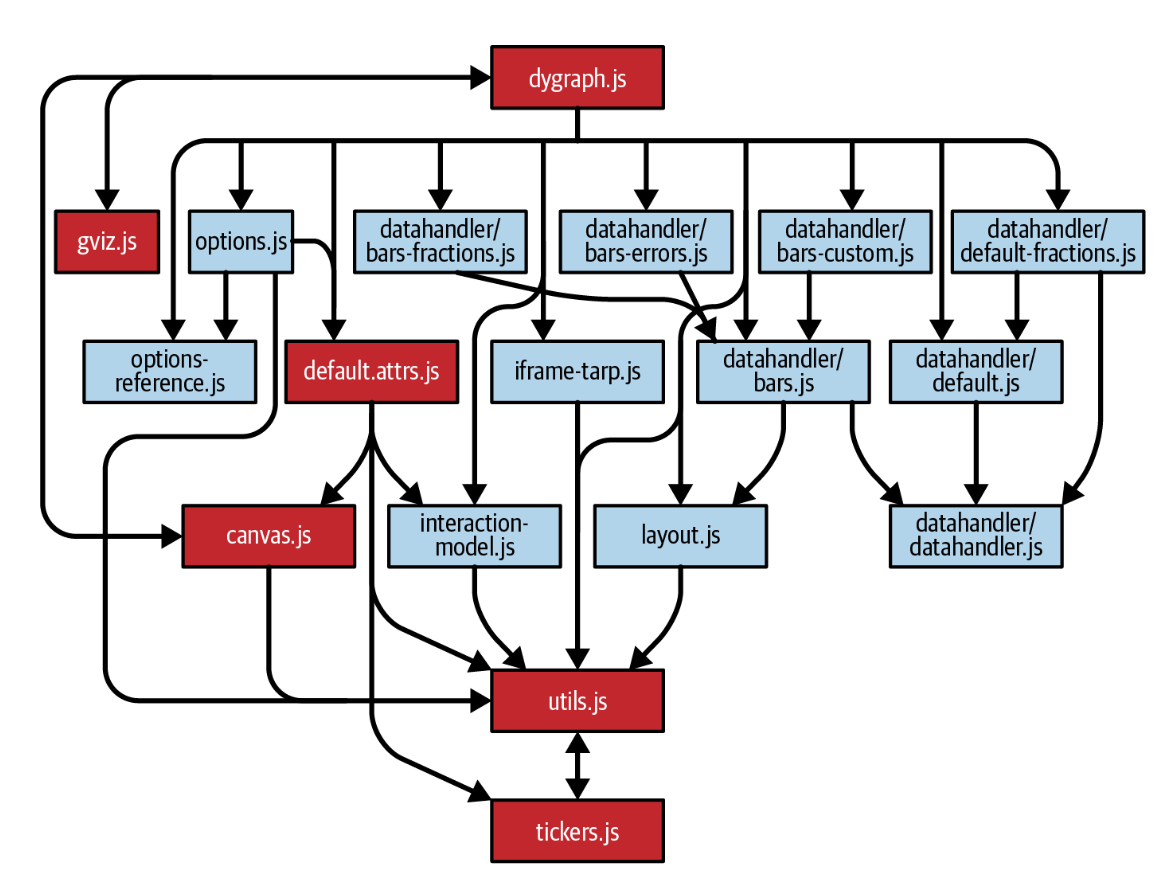 dygraph.js
gviz.js
options.js
datahandler/
bars-fractions.js
datahandler/
bars-errors.js
datahandler/
bars-custom.js
datahandler/
default-fractions.js
options-
reference.js
default.attrs.js
iframe-tarp.js
datahandler/
bars.js
datahandler/
default.js
canvas.js
interaction-
model.js
layout.js
datahandler/
datahandler.js
utils.js
tickers.js